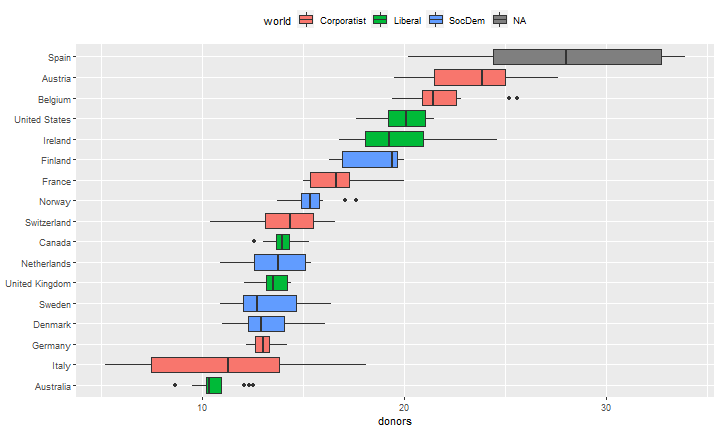 world Corporatist Liberal SocDem NA
Spain
Austria
Belgium
United States
Ireland
Finland
France
Norway
Switzerland
Canada
Netherlands
United Kingdom
Sweden
Denmark
Germany
Italy
Australia
10 20 30
donors